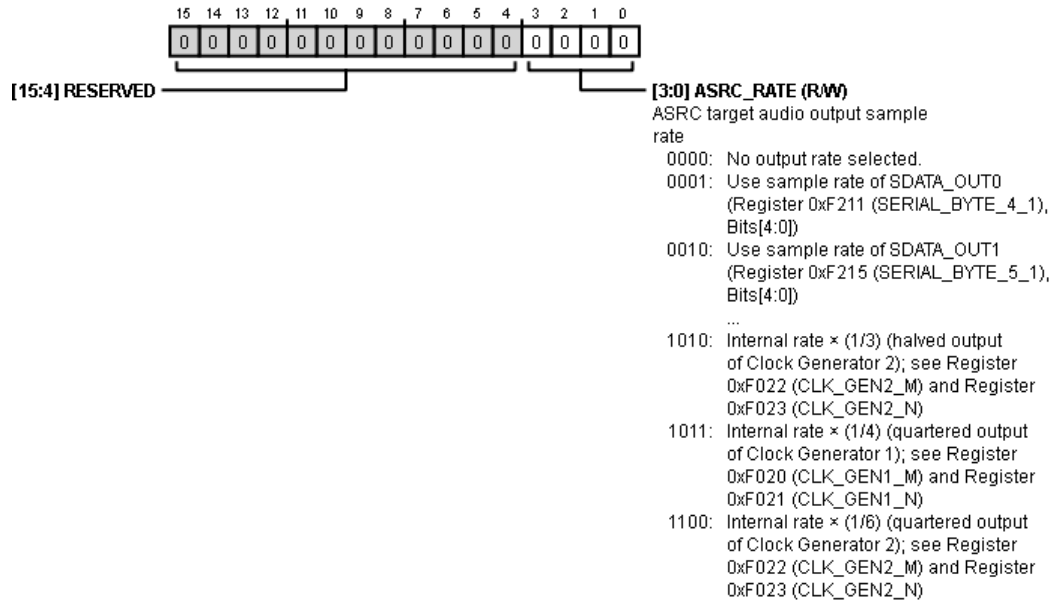 15 14 13 12 11 10 9 8 7 6 5 4 3 2 1 0
0 0 0 0 0 0 0 0 0 0 0 0 0 0 0 0
[15:4] RESERVED
[3:0] ASRC_RATE (R/W)
ASRC target audio output sample
rate
0000: No output rate selected.
0001: Use sample rate of SDATA_OUT0
(Register 0xF211 (SERIAL_BYTE_4_1),
Bits[4:0])
0010: Use sample rate of SDATA_OUT1
(Register 0xF215 (SERIAL_BYTE_5_1),
Bits[4:0])
...
1010: Internal rate × (1/3) (halved output
of Clock Generator 2); see Register
0xF022 (CLK_GEN2_M) and Register
0xF023 (CLK_GEN2_N)
1011: Internal rate × (1/4) (quartered output
of Clock Generator 1); see Register
0xF020 (CLK_GEN1_M) and Register
0xF021 (CLK_GEN1_N)
1100: Internal rate × (1/6) (quartered output
of Clock Generator 2); see Register
0xF022 (CLK_GEN2_M) and Register
0xF023 (CLK_GEN2_N)